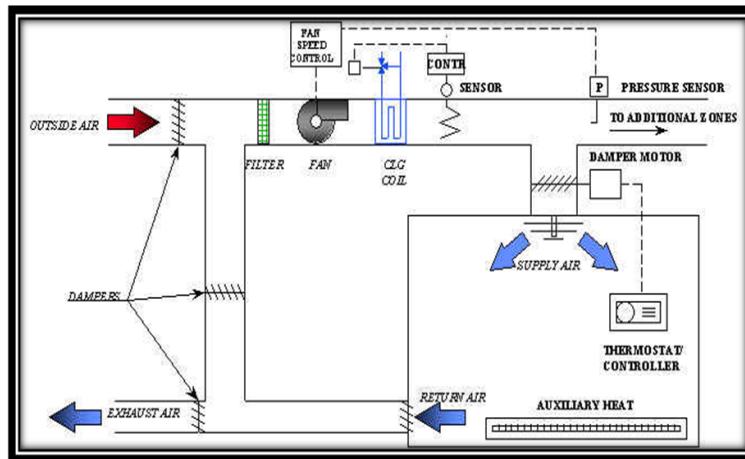 FAN
SPEED
CONTROL
CONTR
SENSOR
P
PRESSURE SENSOR
OUTSIDE AIR
TO ADDITIONAL ZONES
FILTER
FAN
CLG
COIL
DAMPER MOTOR
SUPPLY AIR
DAMPERS
THERMOSTAT/
CONTROLLER
EXHAUST AIR
RETURN AIR
AUXILIARY HEAT